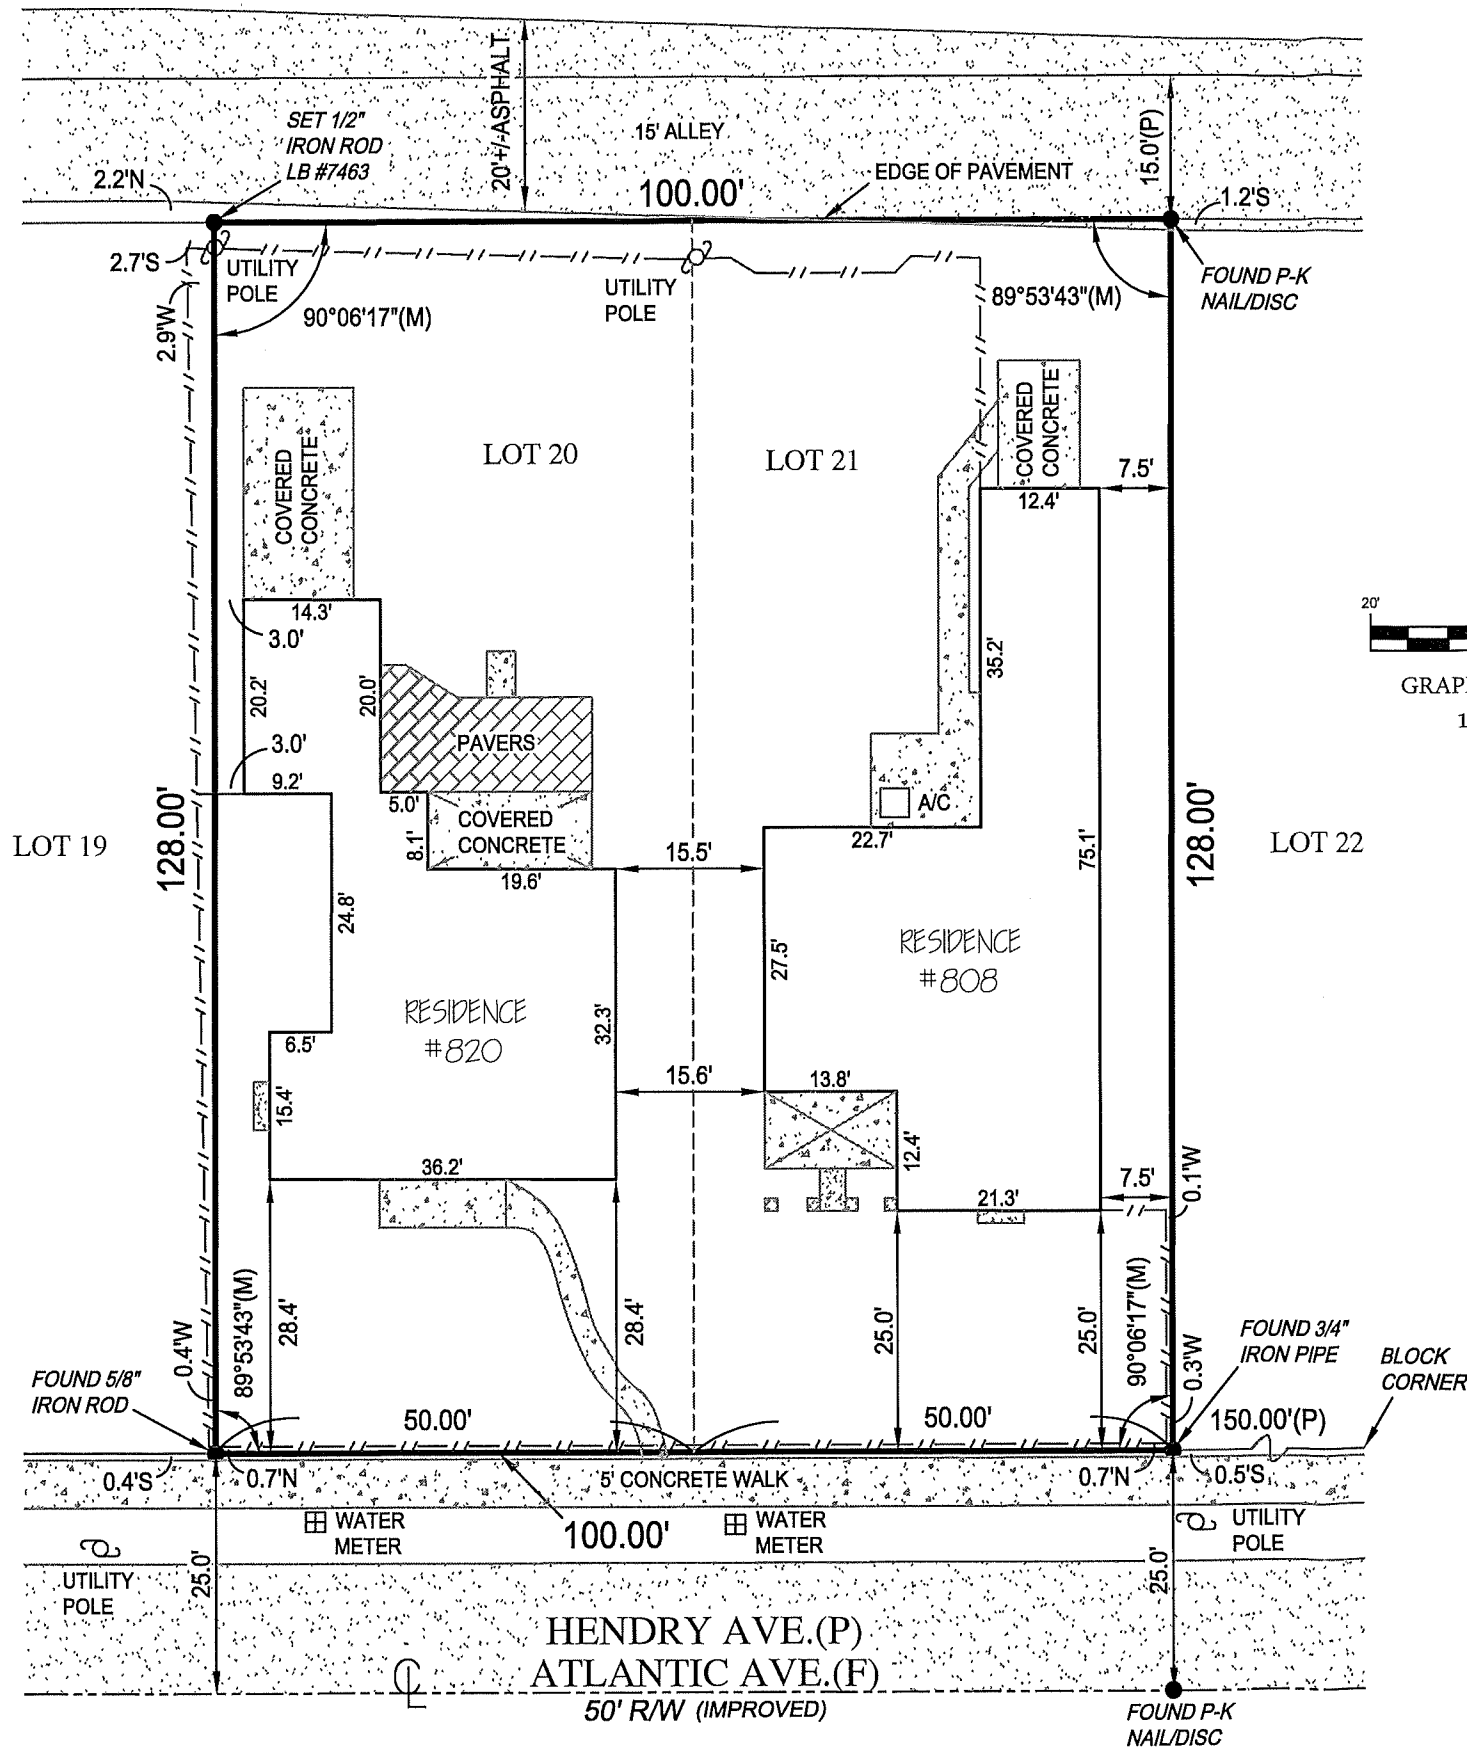 20'+/-ASPHALT
15' ALLEY
15.0'(P)
SET 1/2"
IRON ROD
LB #7463
2.2'N
100.00'
EDGE OF PAVEMENT
1.2'S
2.7'S
UTILITY
POLE
UTILITY
POLE
FOUND P-K
NAIL/DISC
90°06'17"(M)
89°53'43"(M)
2.9'W
COVERED
CONCRETE
LOT 20
LOT 21
COVERED
CONCRETE
7.5'
12.4'
14.3'
3.0'
20.2'
20.0'
35.2'
20'
GRAP
1
3.0'
9.2'
PAVERS
5.0'
8.1'
COVERED
CONCRETE
A/C
22.7'
75.1'
LOT 19
128.00'
128.00'
LOT 22
15.5'
19.6'
24.8'
27.5'
RESIDENCE
#808
RESIDENCE
#820
32.3'
6.5'
15.4'
15.6'
13.8'
12.4'
36.2'
21.3'
7.5'
0.1'W
28.4'
28.4'
25.0'
25.0'
89°53'43"(M)
90°06'17"(M)
0.4'W
0.3'W
FOUND 5/8"
IRON ROD
FOUND 3/4"
IRON PIPE
BLOCK
CORNER
50.00'
50.00'
150.00'(P)
0.4'S
0.7'N
5' CONCRETE WALK
0.7'N
0.5'S
WATER
METER
100.00'
WATER
METER
UTILITY
POLE
UTILITY
POLE
25.0'
25.0'
HENDRY AVE.(P)
ATLANTIC AVE.(F)
CL
50' R/W (IMPROVED)
FOUND P-K
NAIL/DISC